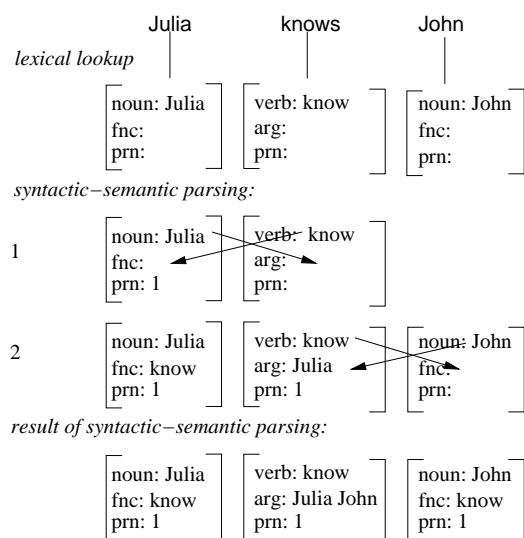 Julia knows John
lexical lookup
noun: Julia verb: know noun: John
fnc: arg: fnc:
prn: prn: prn:
syntactic−semantic parsing:
1 noun: Julia verb: know
fnc: arg:
prn: 1 prn:
2 noun: Julia verb: know noun: John
fnc: know arg: Julia fnc:
prn: 1 prn: 1 prn:
result of syntactic−semantic parsing:
noun: Julia verb: know noun: John
fnc: know arg: Julia John fnc: know
prn: 1 prn: 1 prn: 1